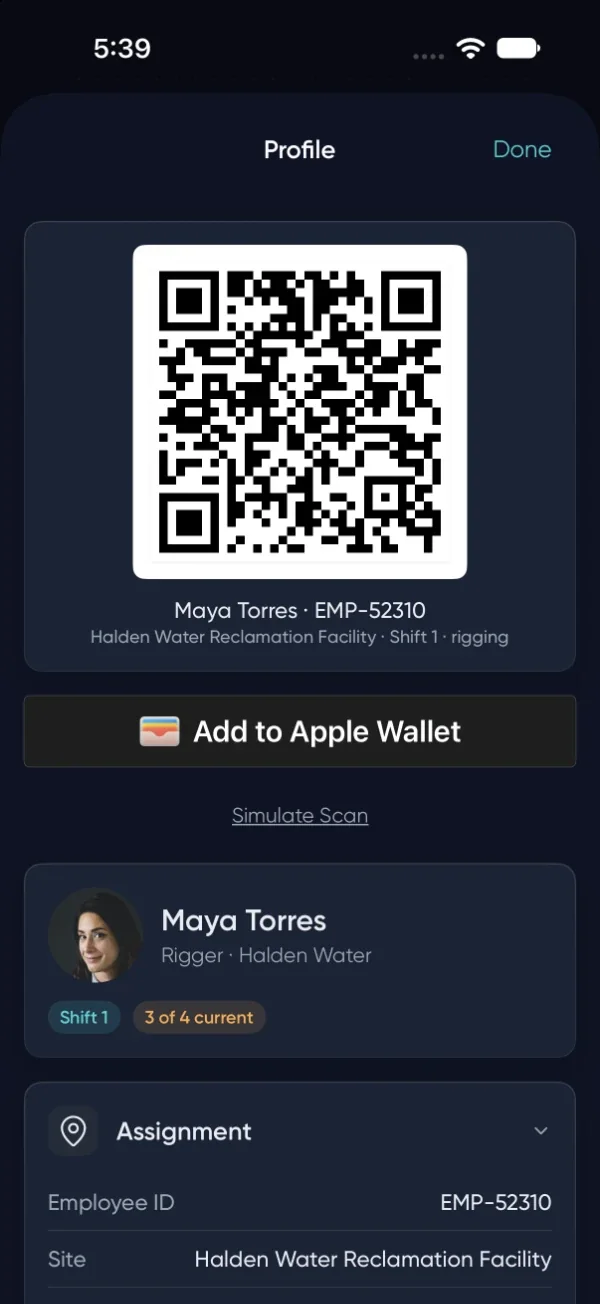 5:39
Profile
Done
Maya Torres · EMP-52310
Halden Water Reclamation Facility · Shift 1 · rigging
Add to Apple Wallet
Simulate Scan
Maya Torres
Rigger · Halden Water
Shift 1
3 of 4 current
Assignment
Employee ID
EMP-52310
Site
Halden Water Reclamation Facility